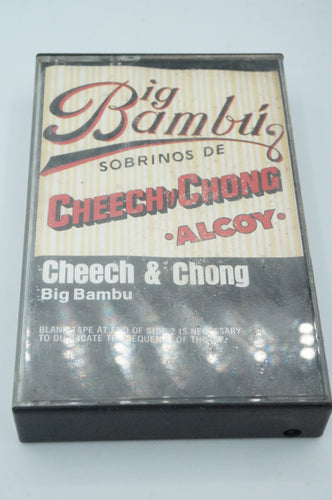 Big
Bambú
SOBRINOS DE
CHEECH y CHONG
·ALCOY·
Cheech & Chong
Big Bambu
BLANK TAPE AT END OF SIDE 2 IS NECESSARY
TO DUPLICATE THE SEQUENCE OF THE LP.